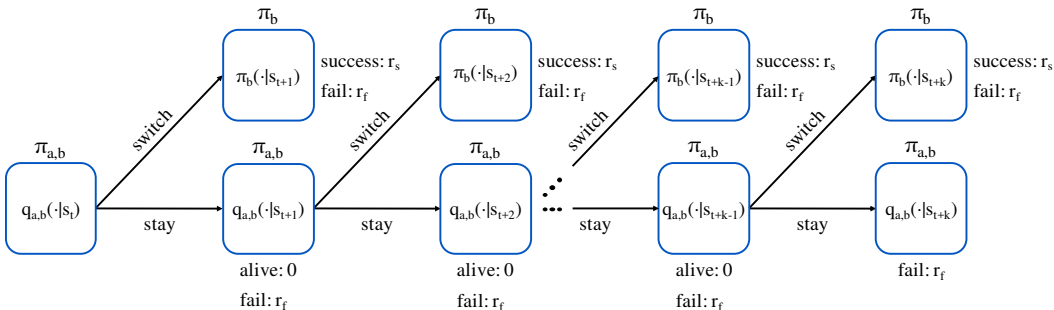 π_b π_b π_b π_b
π_b(·|s_{t+1}) success: r_s fail: r_f
π_b(·|s_{t+2}) success: r_s fail: r_f
π_b(·|s_{t+k-1}) success: r_s fail: r_f
π_b(·|s_{t+k}) success: r_s fail: r_f
switch switch switch switch
π_{a,b} π_{a,b} π_{a,b} π_{a,b} π_{a,b}
q_{a,b}(·|s_t) q_{a,b}(·|s_{t+1}) q_{a,b}(·|s_{t+2}) q_{a,b}(·|s_{t+k-1}) q_{a,b}(·|s_{t+k})
stay stay stay stay
alive: 0 alive: 0 alive: 0 fail: r_f
fail: r_f fail: r_f fail: r_f